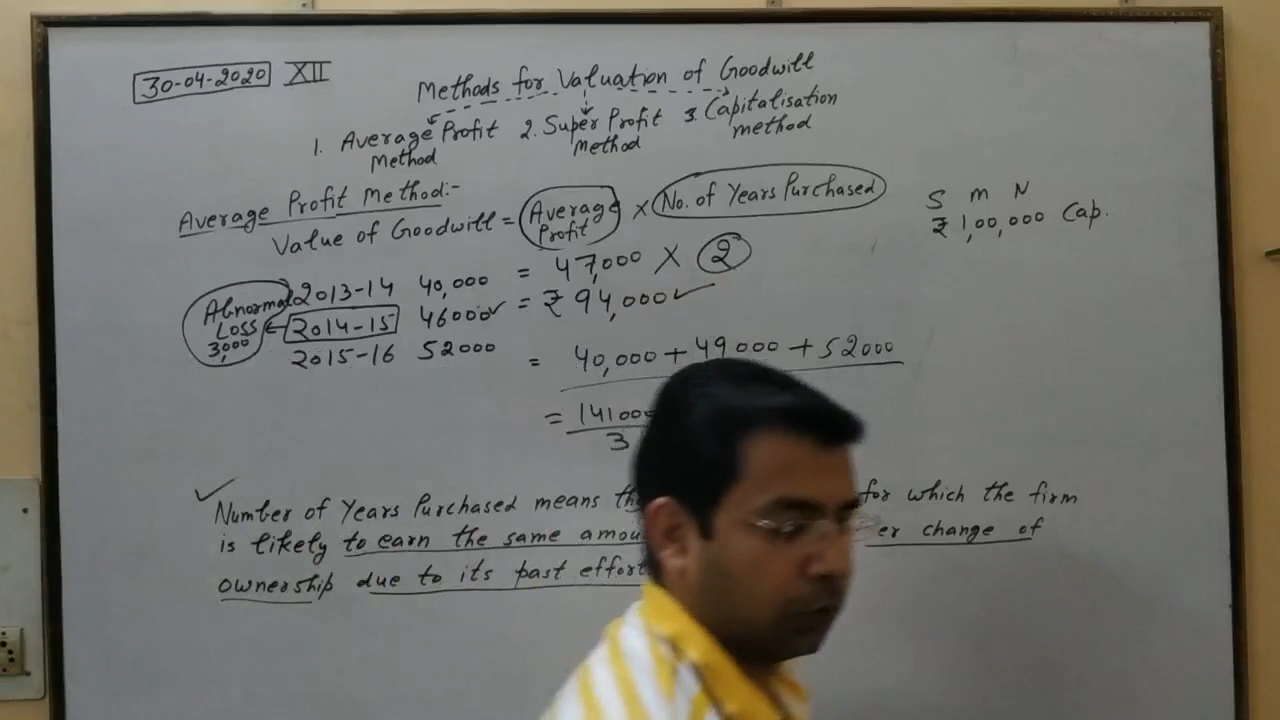 30-04-2020 XII
Methods for Valuation of Goodwill
1. Average Profit Method 2. Super Profit Method 3. Capitalisation method
Average Profit Method:-
Value of Goodwill = Average Profit × No. of Years Purchased
S M N
₹ 1,00,000 Cap.
Abnormal Loss 3,000
2013-14 40,000 = 47,000 × 2
2014-15 46000 = ₹ 94,000
2015-16 52000 = 40,000 + 49000 + 52000
= 141000
3
Number of Years Purchased means for which the firm
is likely to earn the same change of
ownership due to its past